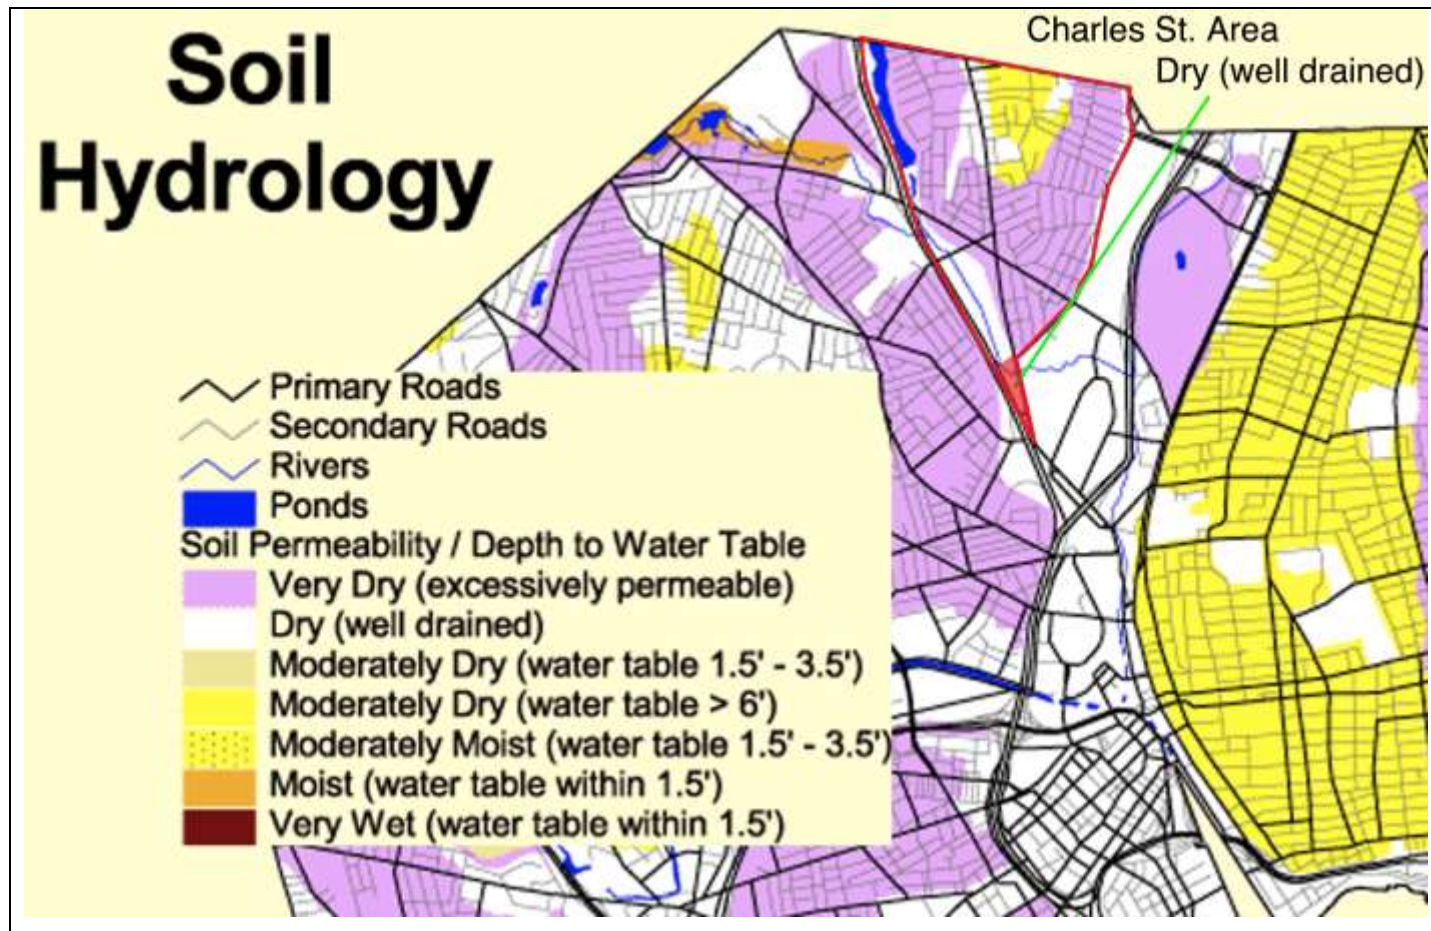 Soil
Hydrology
Charles St. Area
Dry (well drained)
Primary Roads
Secondary Roads
Rivers
Ponds
Soil Permeability / Depth to Water Table
Very Dry (excessively permeable)
Dry (well drained)
Moderately Dry (water table 1.5' - 3.5')
Moderately Dry (water table > 6')
Moderately Moist (water table 1.5' - 3.5')
Moist (water table within 1.5')
Very Wet (water table within 1.5')